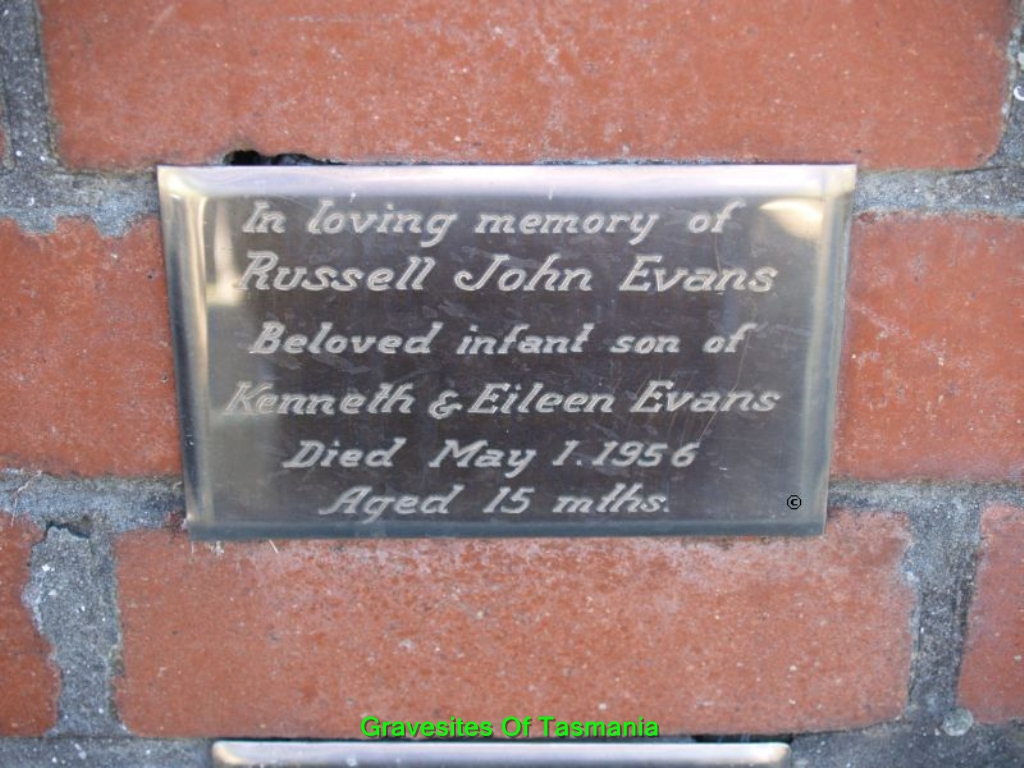 In loving memory of
Russell John Evans
Beloved infant son of
Kenneth & Eileen Evans
Died May 1. 1956
Aged 15 mths.
©
Gravesites Of Tasmania